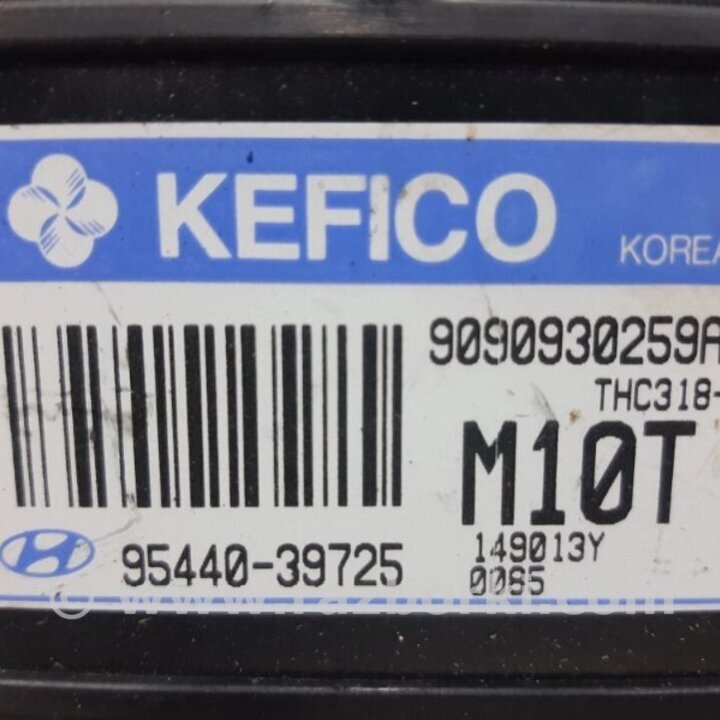 KEFICO
KOREA
9090930259A
THC318-
M10T
149013Y
95440-39725
0065